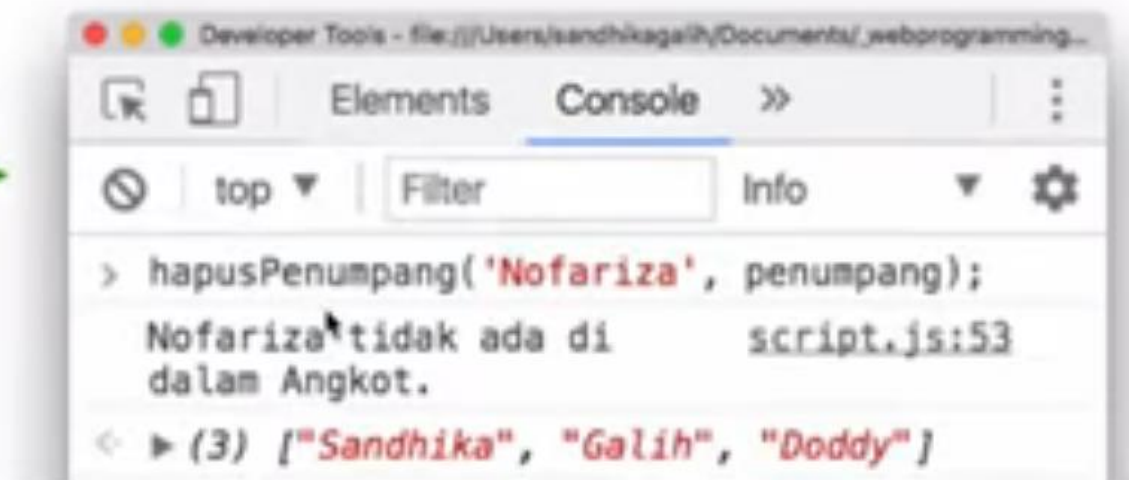 Developer Tools - file:///Users/sandhikagalih/Documents/_webprogramming...
Elements Console »
top ▼ Filter Info ▼
> hapusPenumpang('Nofariza', penumpang);
Nofariza tidak ada di script.js:53
dalam Angkot.
(3) ["Sandhika", "Galih", "Doddy"]